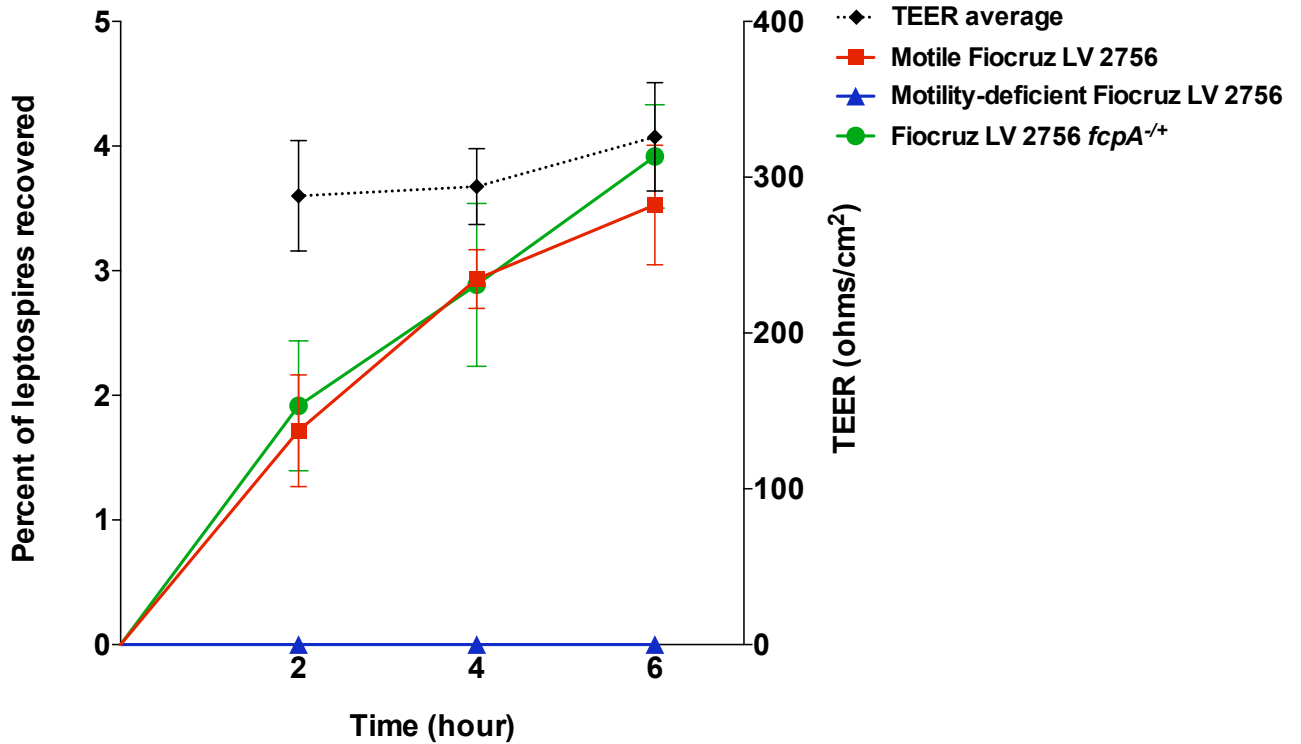 Percent of leptospires recovered
5
4
3
2
1
0
2
4
6
Time (hour)
400
300
200
100
0
TEER (ohms/cm²)
TEER average
Motile Fiocruz LV 2756
Motility-deficient Fiocruz LV 2756
Fiocruz LV 2756 fcpA⁻/⁺